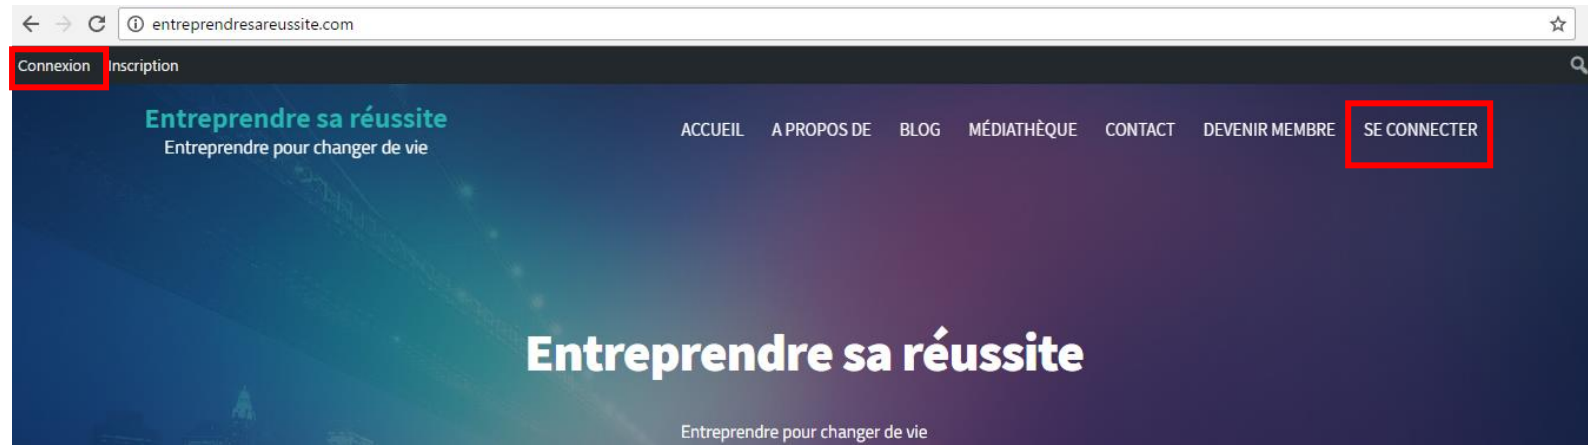 entreprendresareussite.com
Connexion Inscription
Entreprendre sa réussite
Entreprendre pour changer de vie
ACCUEIL A PROPOS DE BLOG MÉDIATHÈQUE CONTACT DEVENIR MEMBRE SE CONNECTER
Entreprendre sa réussite
Entreprendre pour changer de vie